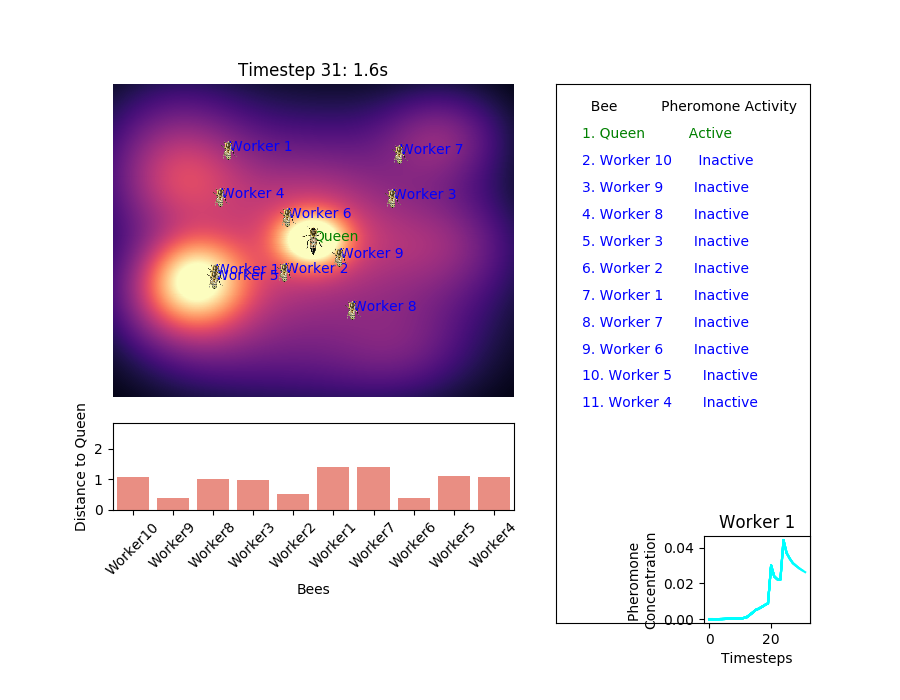 Timestep 31: 1.6s
Worker 1
Worker 7
Worker 4
Worker 3
Worker 6
Queen
Worker 9
Worker 2
Worker 5
Worker 8
Distance to Queen
2
1
0
Worker10
Worker9
Worker8
Worker3
Worker2
Worker1
Worker7
Worker6
Worker5
Worker4
Bees
Bee Pheromone Activity
1. Queen Active
2. Worker 10 Inactive
3. Worker 9 Inactive
4. Worker 8 Inactive
5. Worker 3 Inactive
6. Worker 2 Inactive
7. Worker 1 Inactive
8. Worker 7 Inactive
9. Worker 6 Inactive
10. Worker 5 Inactive
11. Worker 4 Inactive
Worker 1
Pheromone
Concentration
0.04
0.02
0.00
0
20
Timesteps